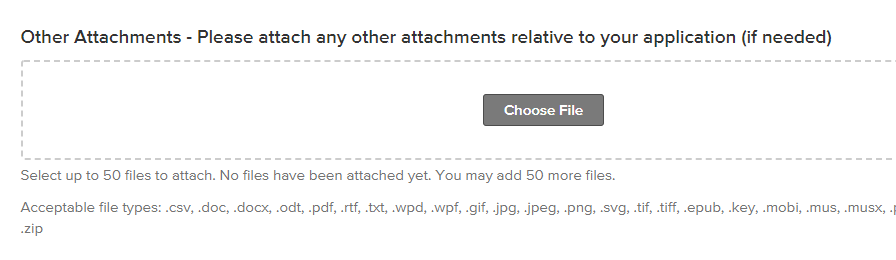 Other Attachments - Please attach any other attachments relative to your application (if needed)
Choose File
Select up to 50 files to attach. No files have been attached yet. You may add 50 more files.
Acceptable file types: .csv, .doc, .docx, .odt, .pdf, .rtf, .txt, .wpd, .wpf, .gif, .jpg, .jpeg, .png, .svg, .tif, .tiff, .epub, .key, .mobi, .mus, .musx,
.zip